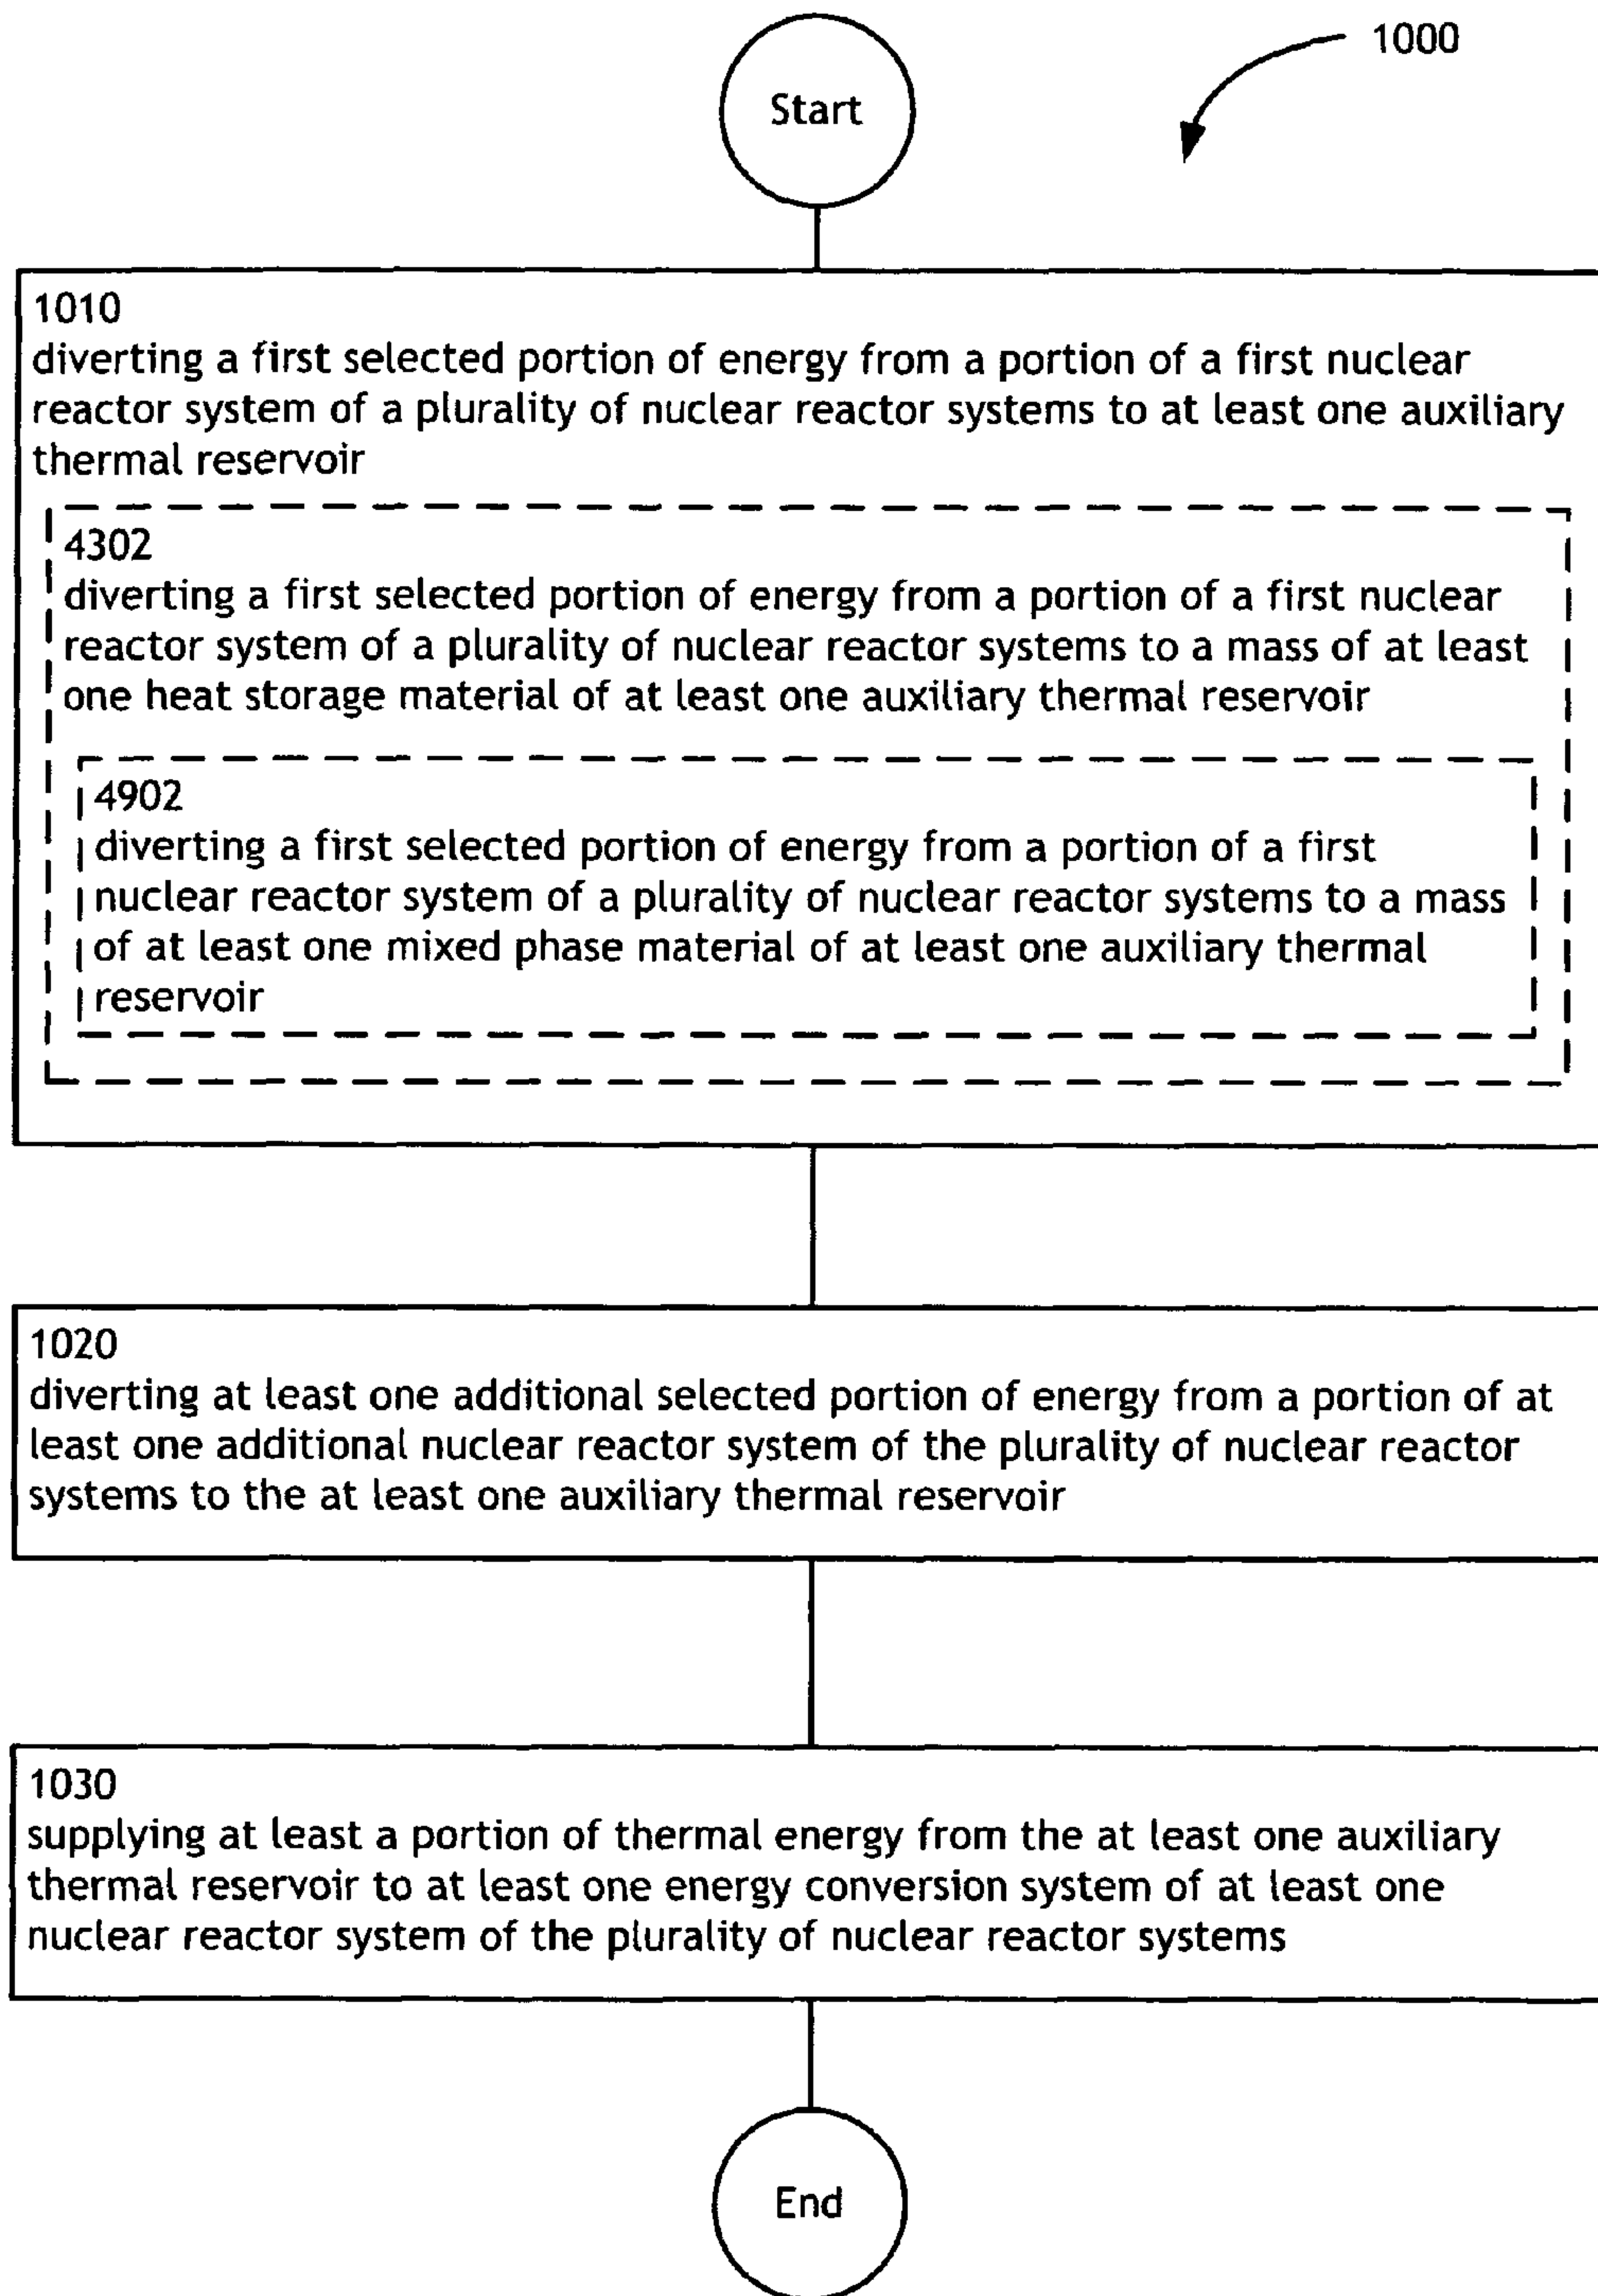 1000
Start
1010
diverting a first selected portion of energy from a portion of a first nuclear
reactor system of a plurality of nuclear reactor systems to at least one auxiliary
thermal reservoir
4302
diverting a first selected portion of energy from a portion of a first nuclear
reactor system of a plurality of nuclear reactor systems to a mass of at least
one heat storage material of at least one auxiliary thermal reservoir
4902
diverting a first selected portion of energy from a portion of a first
nuclear reactor system of a plurality of nuclear reactor systems to a mass
of at least one mixed phase material of at least one auxiliary thermal
reservoir
1020
diverting at least one additional selected portion of energy from a portion of at
least one additional nuclear reactor system of the plurality of nuclear reactor
systems to the at least one auxiliary thermal reservoir
1030
supplying at least a portion of thermal energy from the at least one auxiliary
thermal reservoir to at least one energy conversion system of at least one
nuclear reactor system of the plurality of nuclear reactor systems
End